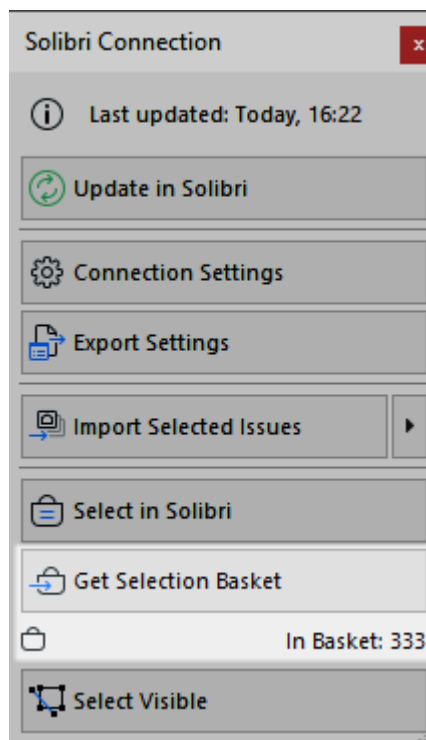 Solibri Connection
x
Last updated: Today, 16:22
Update in Solibri
Connection Settings
Export Settings
Import Selected Issues
Select in Solibri
Get Selection Basket
In Basket: 333
Select Visible